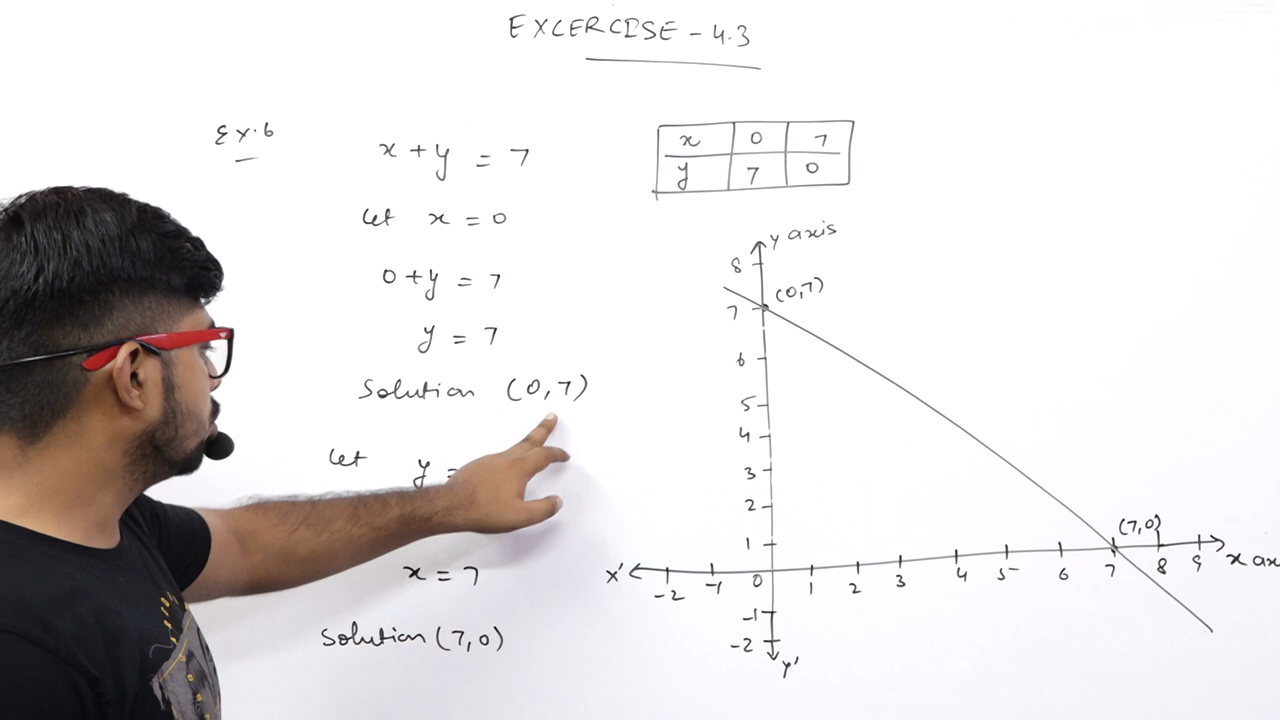 EXCERCISE - 4.3
Ex.6
x + y = 7
let x = 0
0 + y = 7
y = 7
Solution (0,7)
let y =
x = 7
Solution (7,0)
x 0 7
y 7 0
y axis
8
(0,7)
7
6
5
4
3
2
1
(7,0)
x' -2 -1 0 1 2 3 4 5 6 7 8 9 x ax
-1
-2
y'